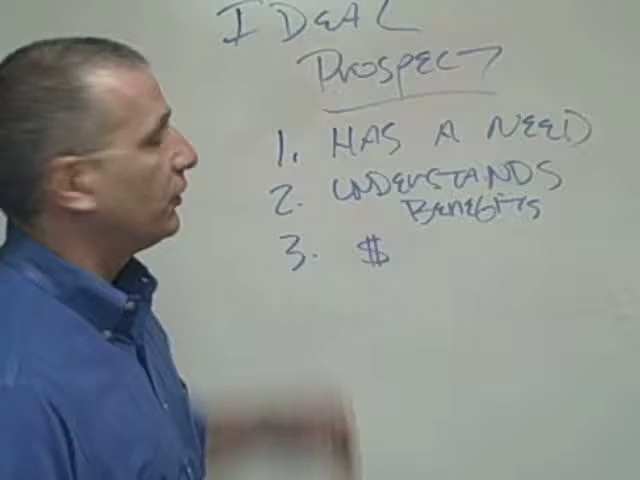 IDEAL
PROSPECT
1. HAS A NEED
2. UNDERSTANDS
BENEFITS
3. $